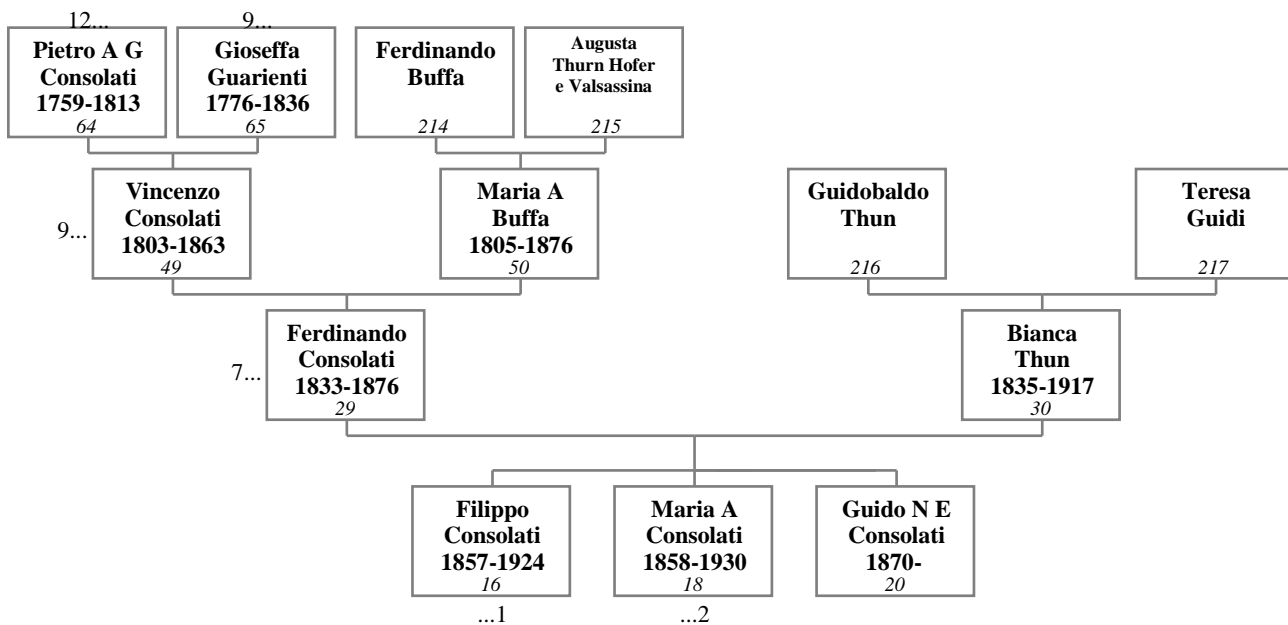 12...
9...
Pietro A G
Consolati
1759-1813
64
Gioseffa
Guarienti
1776-1836
65
Ferdinando
Buffa
214
Augusta
Thurn Hofer
e Valsassina
215
9...
Vincenzo
Consolati
1803-1863
49
Maria A
Buffa
1805-1876
50
Guidobaldo
Thun
216
Teresa
Guidi
217
7...
Ferdinando
Consolati
1833-1876
29
Bianca
Thun
1835-1917
30
Filippo
Consolati
1857-1924
16
Maria A
Consolati
1858-1930
18
Guido N E
Consolati
1870-
20
...1
...2